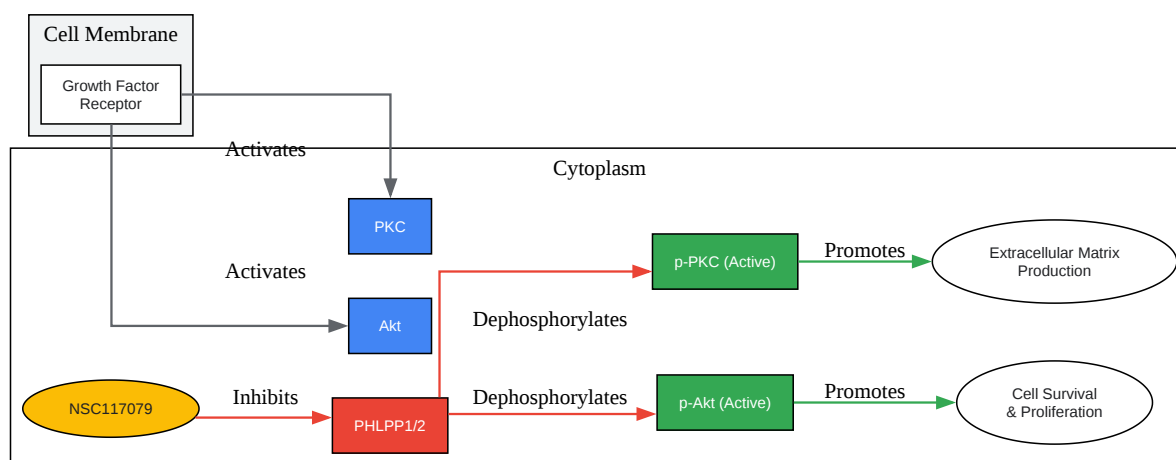 Cell Membrane
Growth Factor
Receptor
Activates
Cytoplasm
PKC
p-PKC (Active)
Promotes
Extracellular Matrix
Production
Activates
Akt
Dephosphorylates
NSC117079
Inhibits
PHLPP1/2
Dephosphorylates
p-Akt (Active)
Promotes
Cell Survival
& Proliferation